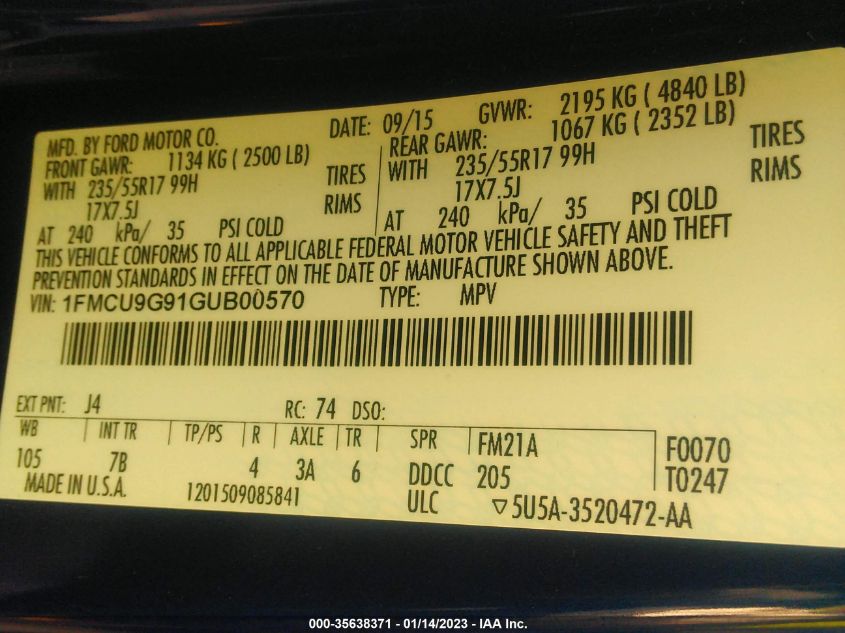 MFD. BY FORD MOTOR CO.
DATE: 09/15 GVWR: 2195 KG ( 4840 LB)
FRONT GAWR: 1134 KG ( 2500 LB)
REAR GAWR: 1067 KG ( 2352 LB)
WITH 235/55R17 99H TIRES
WITH 235/55R17 99H TIRES
17X7.5J RIMS
17X7.5J RIMS
AT 240 kPa/ 35 PSI COLD
AT 240 kPa/ 35 PSI COLD
THIS VEHICLE CONFORMS TO ALL APPLICABLE FEDERAL MOTOR VEHICLE SAFETY AND THEFT
PREVENTION STANDARDS IN EFFECT ON THE DATE OF MANUFACTURE SHOWN ABOVE.
VIN: 1FMCU9G91GUB00570 TYPE: MPV
EXT PNT: J4 RC: 74 DSO:
WB INT TR TP/PS R AXLE TR SPR FM21A F0070
105 7B 4 3A 6 DDCC 205 T0247
MADE IN U.S.A. 1201509085841 ULC ▽5U5A-3520472-AA
000-35638371 - 01/14/2023 - IAA Inc.